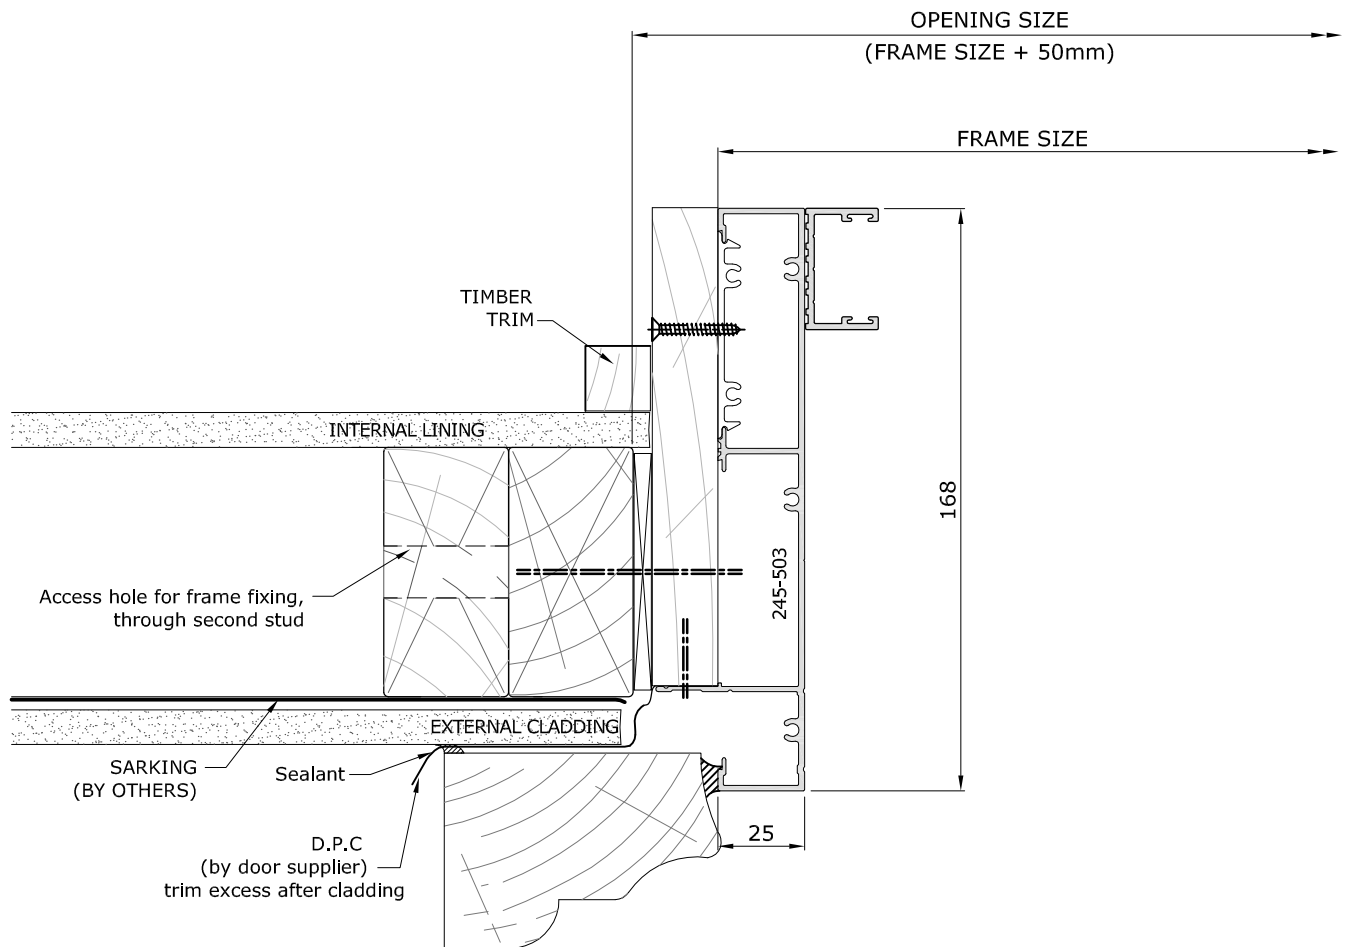 OPENING SIZE
(FRAME SIZE + 50mm)
FRAME SIZE
TIMBER
TRIM
INTERNAL LINING
168
245-503
Access hole for frame fixing,
through second stud
EXTERNAL CLADDING
SARKING
(BY OTHERS)
Sealant
25
D.P.C
(by door supplier)
trim excess after cladding